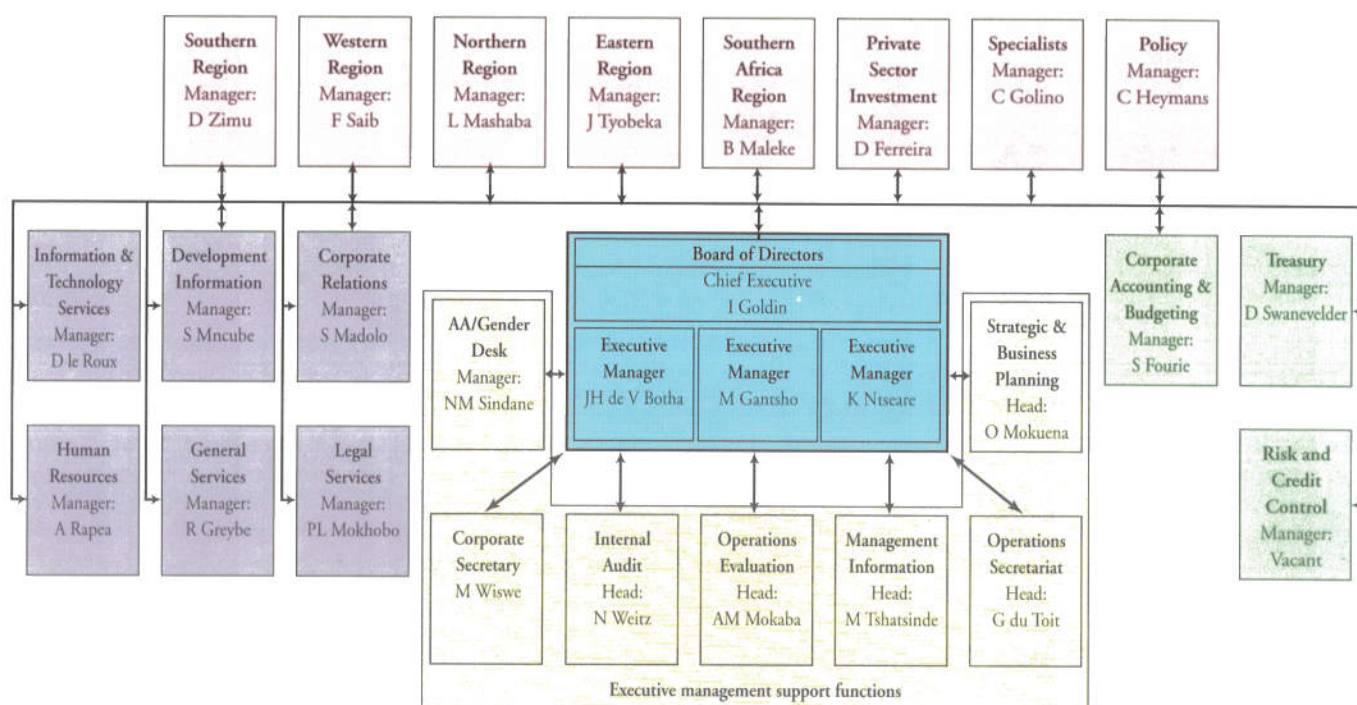 Southern
Region
Manager:
D Zimu
Western
Region
Manager:
F Saib
Northern
Region
Manager:
L Mashaba
Eastern
Region
Manager:
J Tyobeka
Southern
Africa
Region
Manager:
B Maleke
Private
Sector
Investment
Manager:
D Ferreira
Specialists
Manager:
C Golino
Policy
Manager:
C Heymans
Information &
Technology
Services
Manager:
D le Roux
Development
Information
Manager:
S Mncube
Corporate
Relations
Manager:
S Madolo
Board of Directors
Chief Executive
I Goldin
Executive
Manager
JH de V Botha
Executive
Manager
M Gantsho
Executive
Manager
K Ntseare
AA/Gender
Desk
Manager:
NM Sindane
Strategic &
Business
Planning
Head:
O Mokuena
Corporate
Accounting &
Budgeting
Manager:
S Fourie
Treasury
Manager:
D Swanevelder
Human
Resources
Manager:
A Rapea
General
Services
Manager:
R Greybe
Legal
Services
Manager:
PL Mokhobo
Corporate
Secretary
M Wiswe
Internal
Audit
Head:
N Weitz
Operations
Evaluation
Head:
AM Mokaba
Management
Information
Head:
M Tshatsinde
Operations
Secretariat
Head:
G du Toit
Risk and
Credit
Control
Manager:
Vacant
Executive management support functions